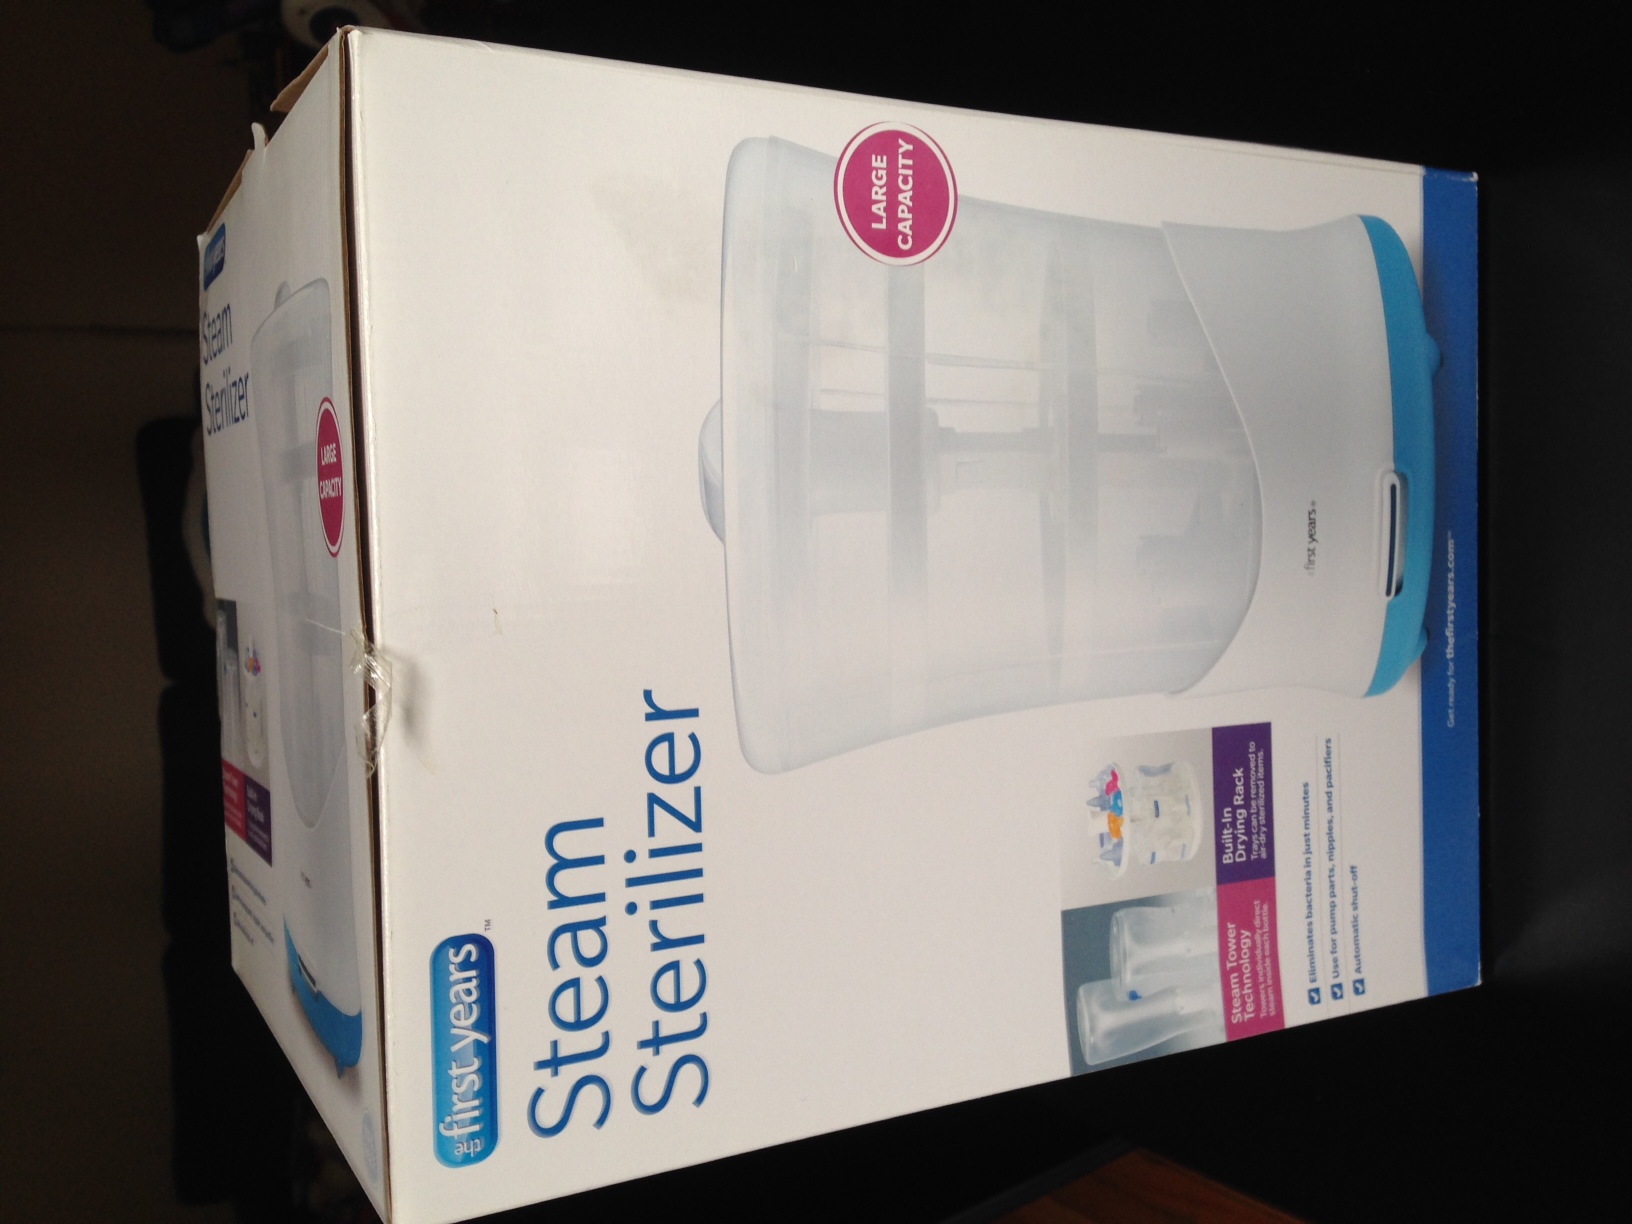 Steam
Sterilizer
LARGE
CAPACITY
the first years
TM
Steam
Sterilizer
LARGE
CAPACITY
Steam Tower
Technology
Towers individually direct
steam inside each bottle.
Built-In
Drying Rack
Trays can be removed to
air-dry sterilized items.
Eliminates bacteria in just minutes
Use for pump parts, nipples, and pacifiers
Automatic shut-off
first years
Get ready for thefirstyears.com